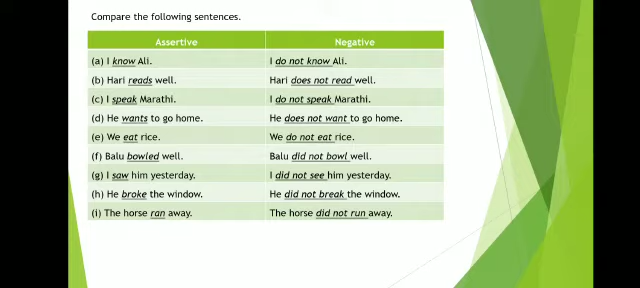 Compare the following sentences.
Assertive Negative
(a) I know Ali. I do not know Ali.
(b) Hari reads well. Hari does not read well.
(c) I speak Marathi. I do not speak Marathi.
(d) He wants to go home. He does not want to go home.
(e) We eat rice. We do not eat rice.
(f) Balu bowled well. Balu did not bowl well.
(g) I saw him yesterday. I did not see him yesterday.
(h) He broke the window. He did not break the window.
(i) The horse ran away. The horse did not run away.